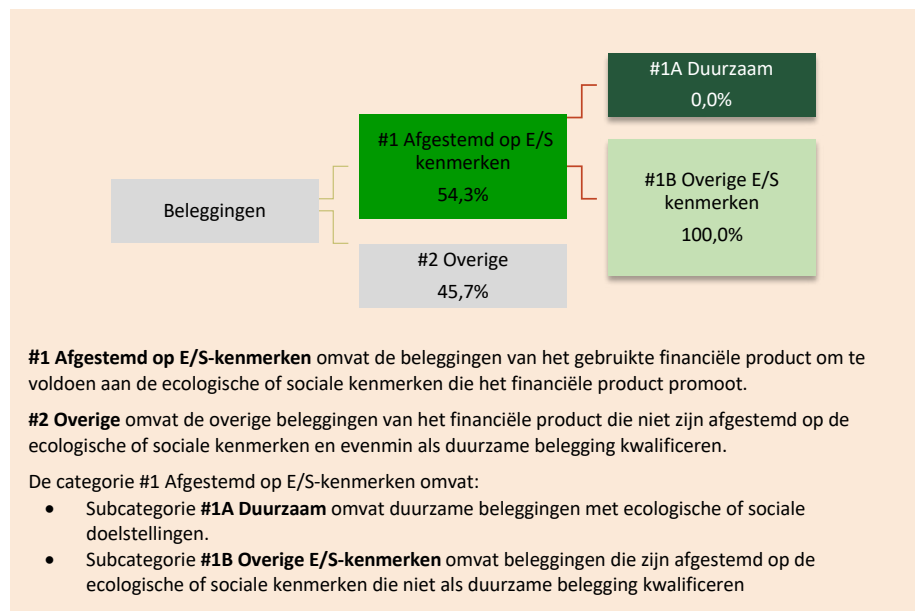 #1A Duurzaam
0,0%
#1 Afgestemd op E/S
kenmerken
54,3%
#1B Overige E/S
kenmerken
100,0%
Beleggingen
#2 Overige
45,7%
#1 Afgestemd op E/S-kenmerken omvat de beleggingen van het gebruikte financiële product om te
voldoen aan de ecologische of sociale kenmerken die het financiële product promoot.
#2 Overige omvat de overige beleggingen van het financiële product die niet zijn afgestemd op de
ecologische of sociale kenmerken en evenmin als duurzame belegging kwalificeren.
De categorie #1 Afgestemd op E/S-kenmerken omvat:
• Subcategorie #1A Duurzaam omvat duurzame beleggingen met ecologische of sociale
doelstellingen.
• Subcategorie #1B Overige E/S-kenmerken omvat beleggingen die zijn afgestemd op de
ecologische of sociale kenmerken die niet als duurzame belegging kwalificeren